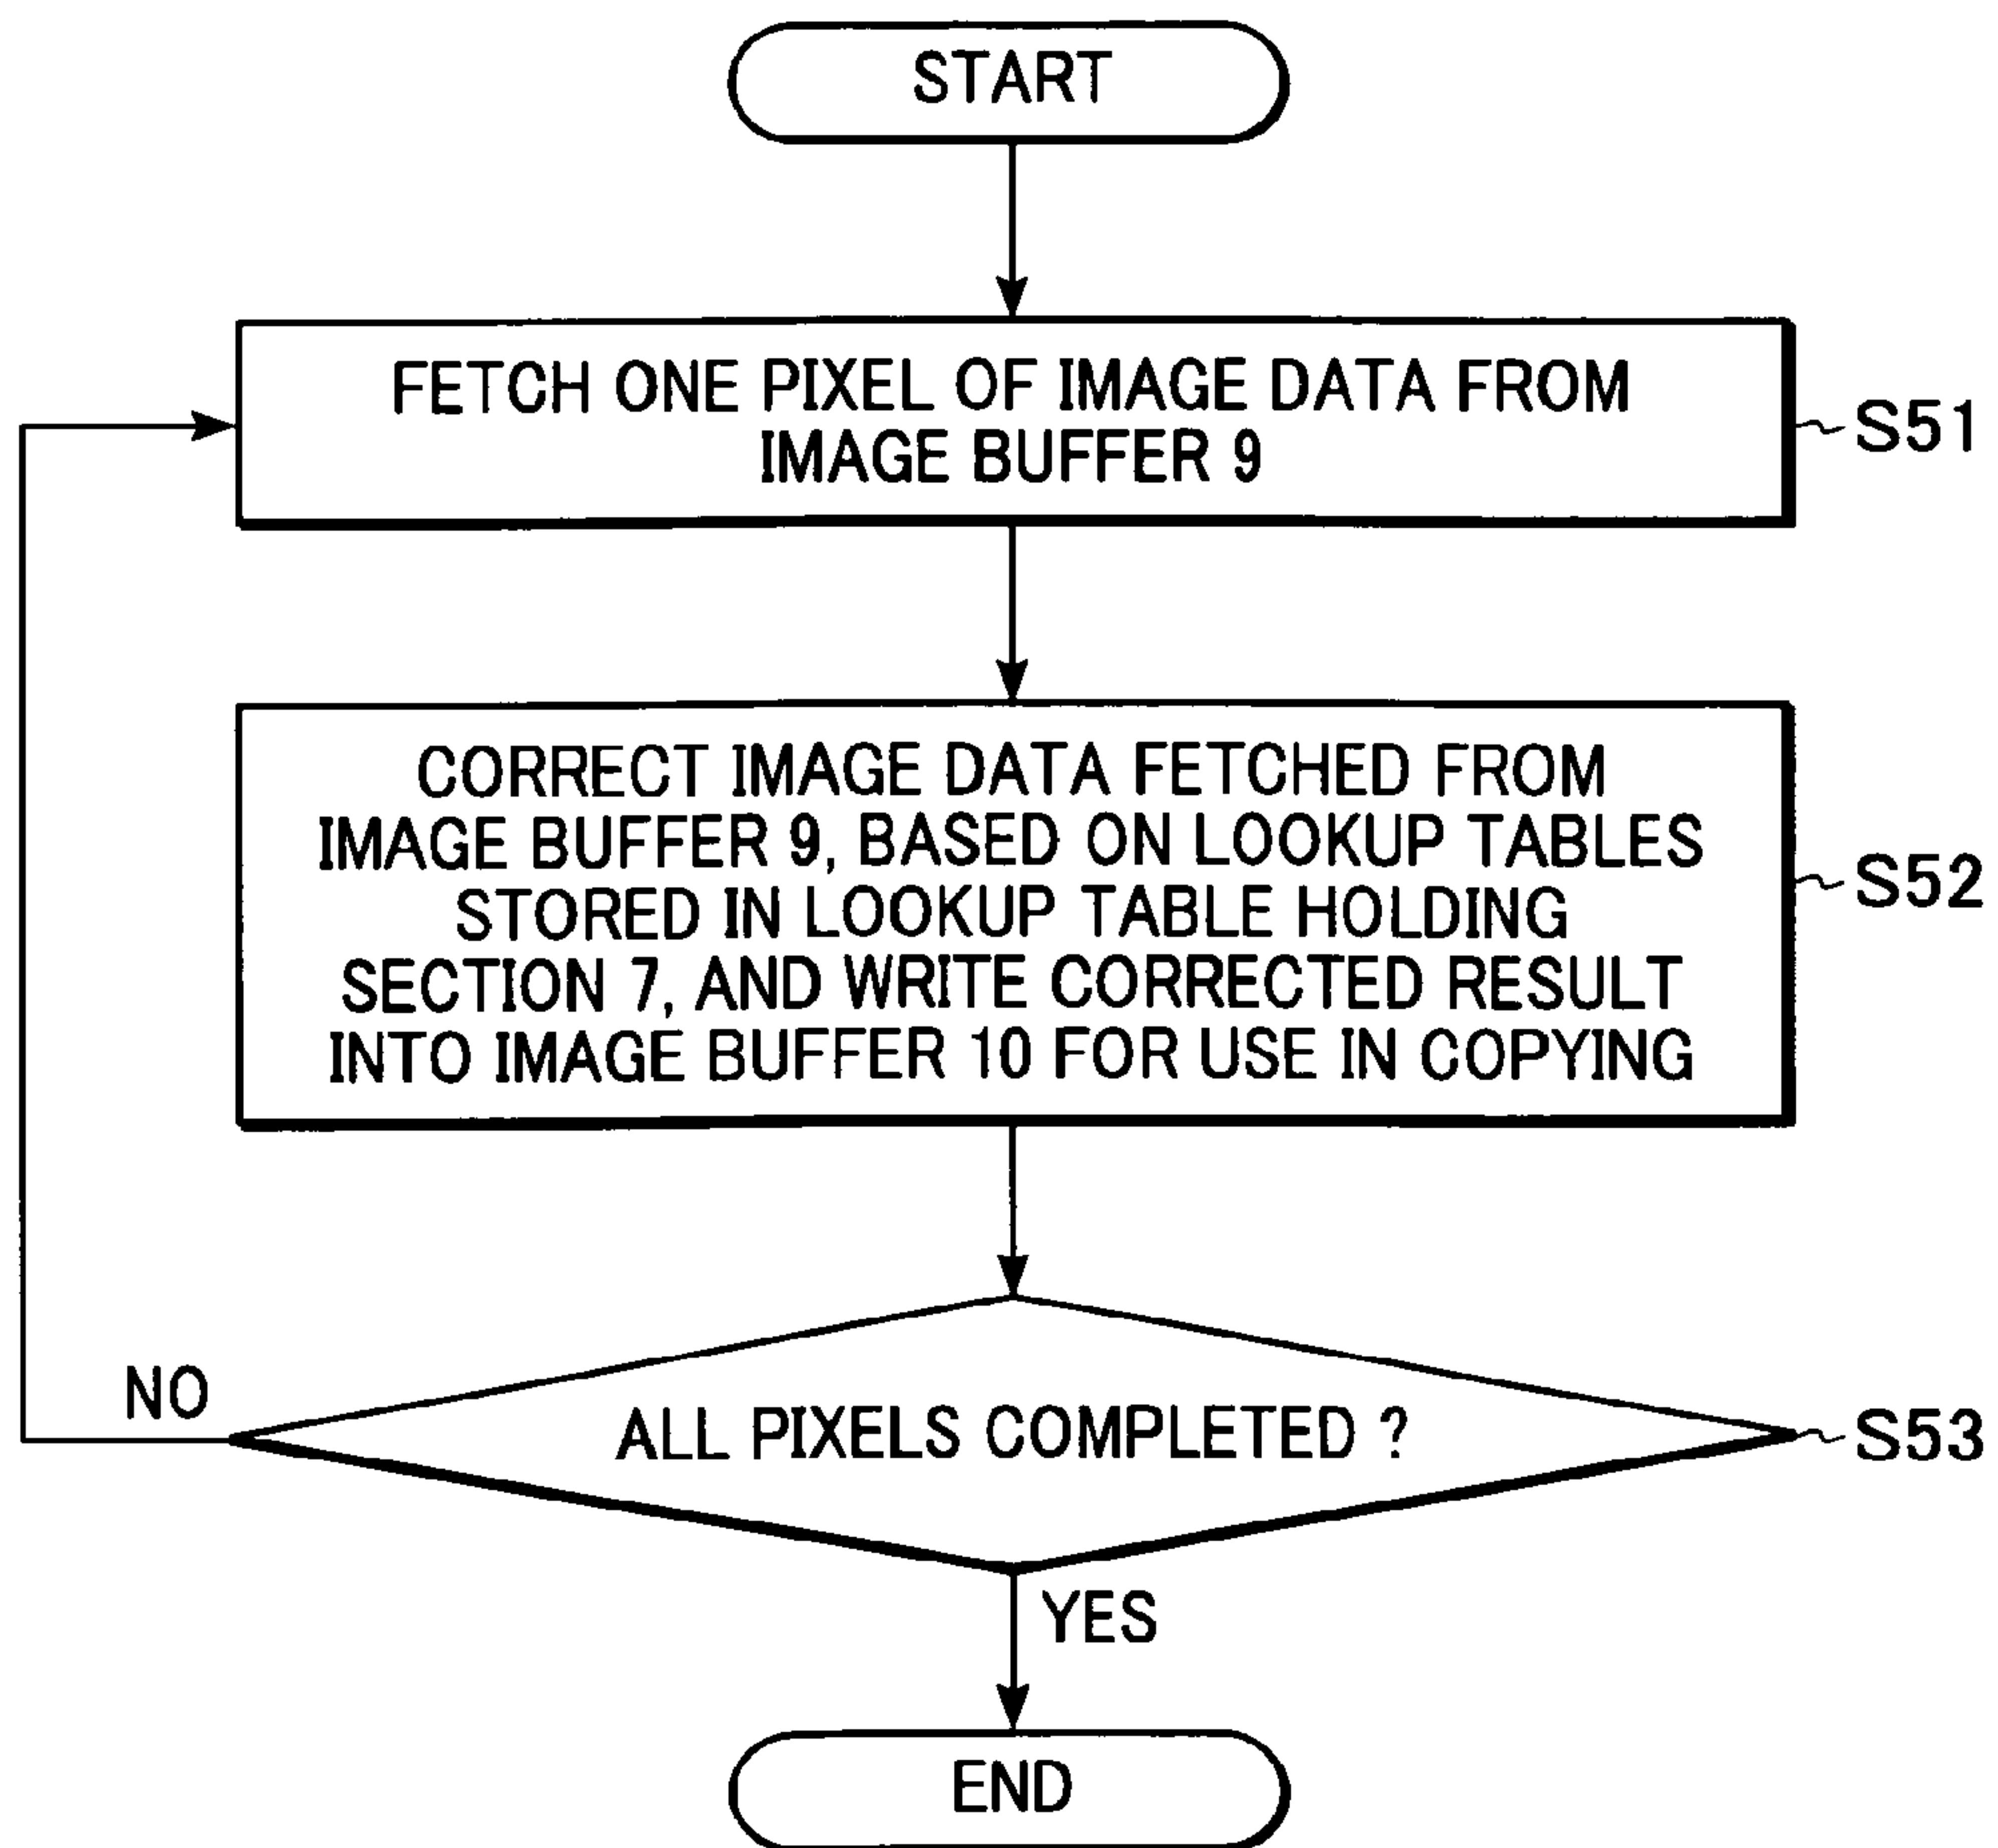 START
FETCH ONE PIXEL OF IMAGE DATA FROM
IMAGE BUFFER 9
S51
CORRECT IMAGE DATA FETCHED FROM
IMAGE BUFFER 9, BASED ON LOOKUP TABLES
STORED IN LOOKUP TABLE HOLDING
SECTION 7, AND WRITE CORRECTED RESULT
INTO IMAGE BUFFER 10 FOR USE IN COPYING
S52
NO
ALL PIXELS COMPLETED ?
S53
YES
END